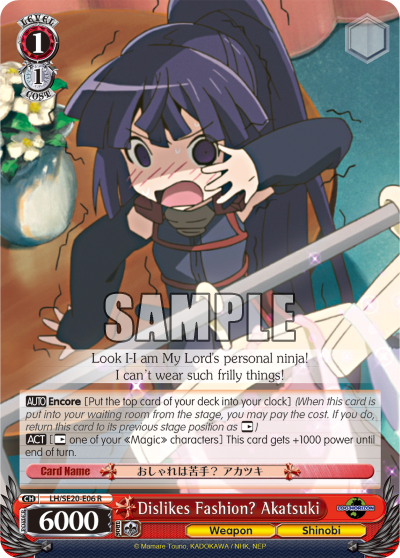 LEVEL
1
1
COST
SAMPLE
Look I-I am My Lord's personal ninja!
I can't wear such frilly things!
AUTO Encore [Put the top card of your deck into your clock] (When this card is
put into your waiting room from the stage, you may pay the cost. If you do,
return this card to its previous stage position as )
ACT [ one of your «Magic» characters] This card gets +1000 power until
end of turn.
Card Name おしゃれは苦手? アカツキ
CH LH/SE20-E06 R
POWER 6000 Dislikes Fashion? Akatsuki
Weapon Shinobi
© Mamare Touno, KADOKAWA / NHK, NEP